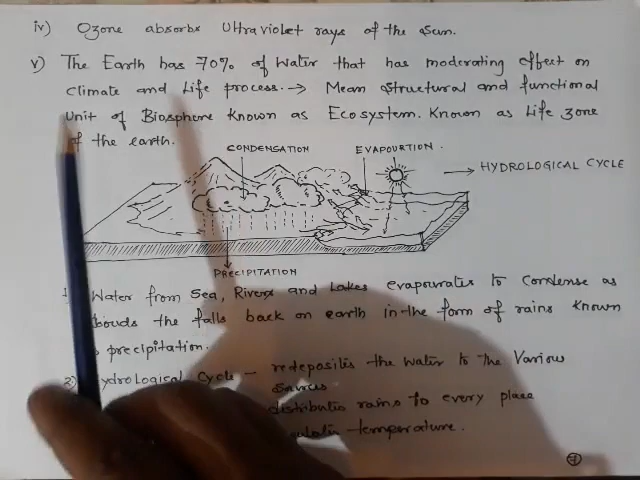 iv) Ozone absorbs Ultraviolet rays of the Sun.
v) The Earth has 70% of Water that has moderating effect on
Climate and Life process. → Mean Structural and functional
Unit of Biosphere Known as Ecosystem. Known as Life Zone
of the earth.
CONDENSATION
EVAPOURTION
→ HYDROLOGICAL CYCLE
PRECIPITATION
Water from Sea, Rivers and Lakes evapourates to Condense as
the falls back on earth in the form of rains Known
precipitation.
2) Hydrological Cycle - redeposits the Water to the Various
distributes rains to every place
temperature.
7